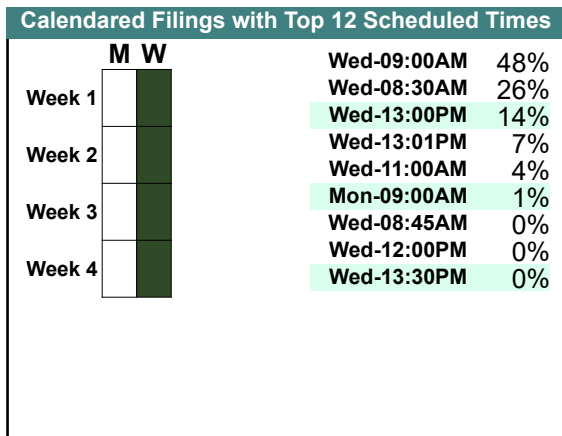 Calendared Filings with Top 12 Scheduled Times
M W
Week 1
Week 2
Week 3
Week 4
Wed-09:00AM 48%
Wed-08:30AM 26%
Wed-13:00PM 14%
Wed-13:01PM 7%
Wed-11:00AM 4%
Mon-09:00AM 1%
Wed-08:45AM 0%
Wed-12:00PM 0%
Wed-13:30PM 0%